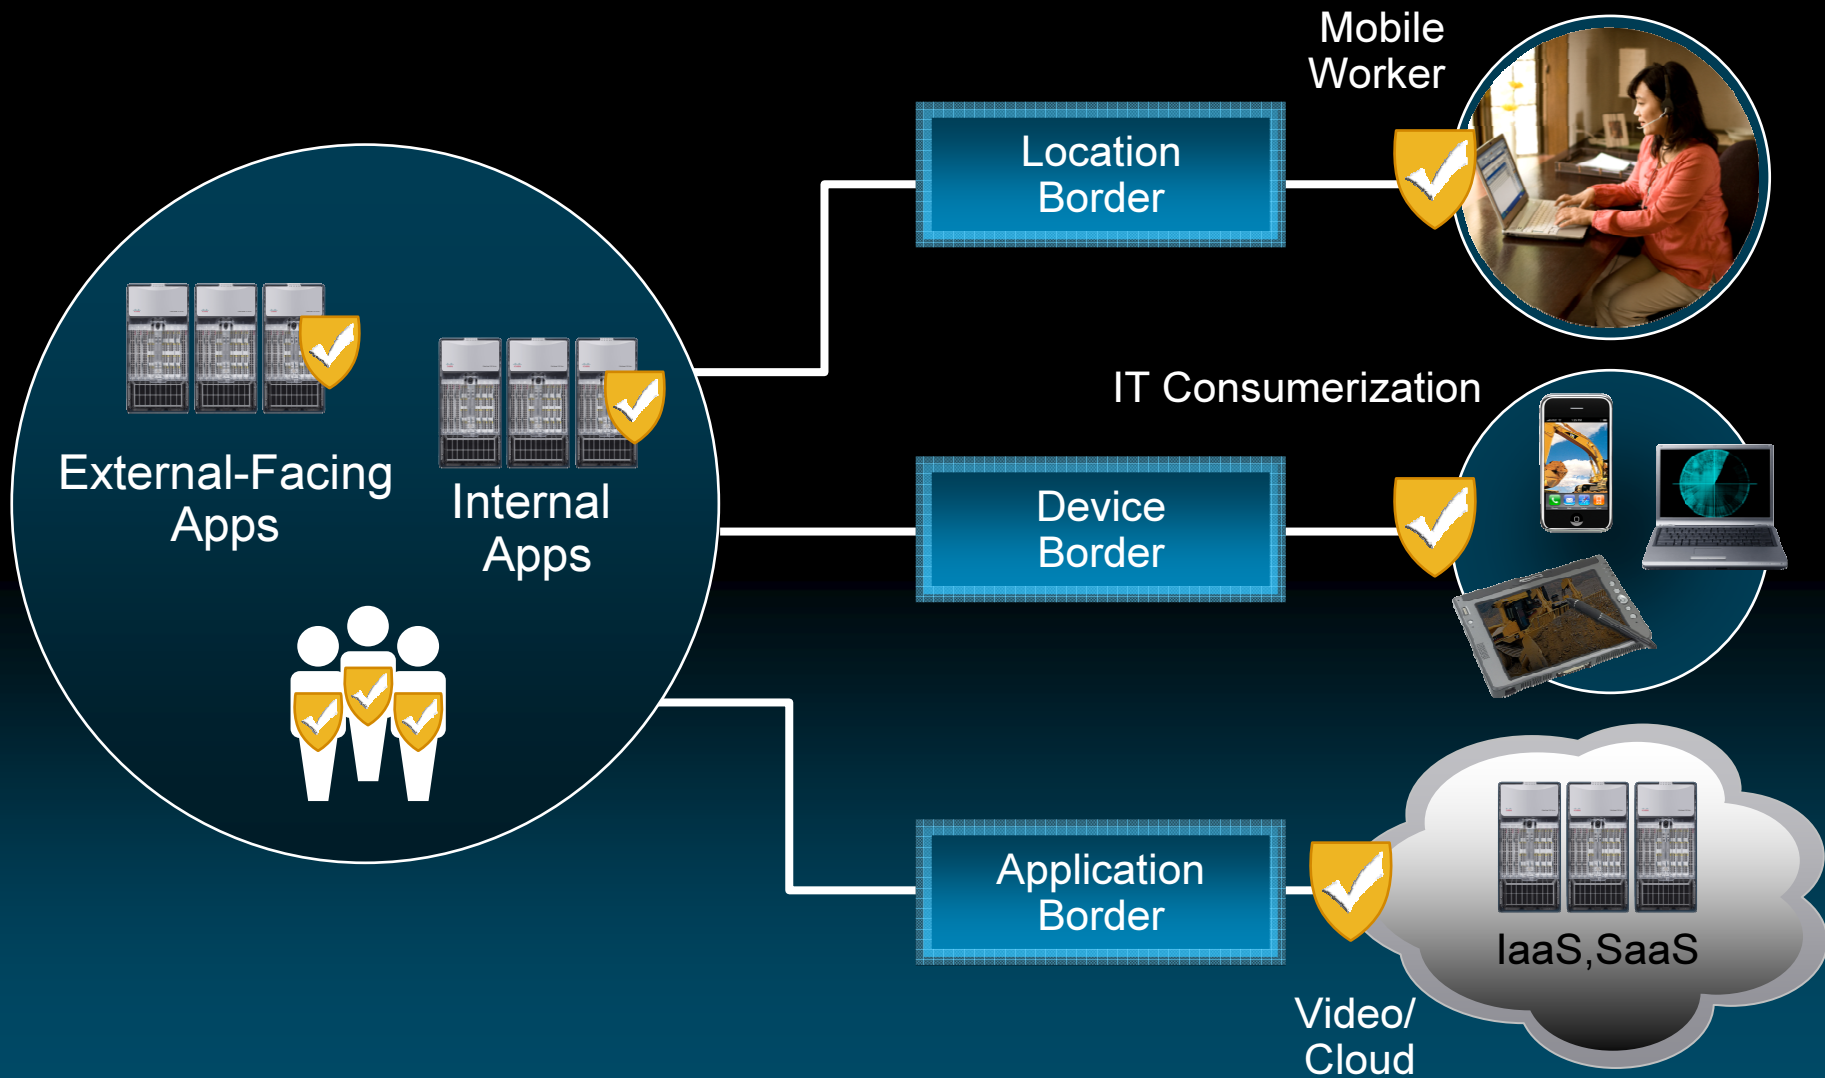 Mobile
Worker
Location
Border
External-Facing
Apps
Internal
Apps
IT Consumerization
Device
Border
Application
Border
IaaS,SaaS
Video/
Cloud